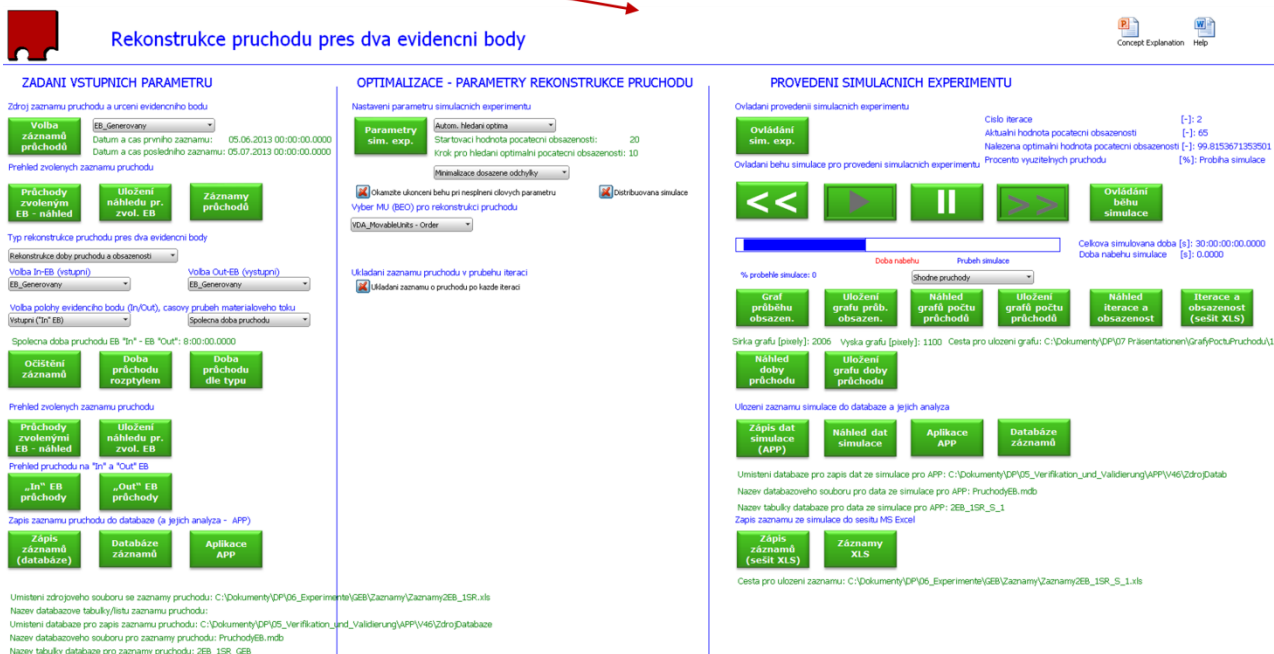 Rekonstrukce pruchodu pres dva evidencni body
Concept Explanation
Help
ZADANI VSTUPNICH PARAMETRU
Zdroj zaznamu pruchodu a urceni evidencniho bodu
Volba
záznamů
průchodů
EB_Generovany
Datum a cas prvniho zaznamu: 05.06.2013 00:00:00.0000
Datum a cas posledniho zaznamu: 05.07.2013 00:00:00.0000
Prehled zvolenych zaznamu pruchodu
Průchody
zvoleným
EB - náhled
Uložení
náhledu pr.
zvol. EB
Záznamy
průchodů
Typ rekonstrukce pruchodu pres dva evidencni body
Rekonstrukce doby pruchodu a obsazenosti
Volba In-EB (vstupni)
Volba Out-EB (vystupni)
EB_Generovany
EB_Generovany
Volba polohy evidencniho bodu (In/Out), casovy prubeh materialoveho toku
Vstupni ("In" EB)
Spolecna doba pruchodu
Spolecna doba pruchodu EB "In" - EB "Out": 8:00:00.0000
Očištění
záznamů
Doba
průchodu
rozptylem
Doba
průchodu
dle typu
Prehled zvolenych zaznamu pruchodu
Průchody
zvolenými
EB - náhled
Uložení
náhledu pr.
zvol. EB
Prehled pruchodu na "In" a "Out" EB
„In" EB
průchody
„Out" EB
průchody
Zapis zaznamu pruchodu do databaze (a jejich analyza - APP)
Zápis
záznamů
(databáze)
Databáze
záznamů
Aplikace
APP
Umisteni zdrojoveho souboru se zaznamy pruchodu: C:\Dokumenty\DP\06_Experimente\GEB\Zaznamy\Zaznamy2EB_1SR.xls
Nazev databazove tabulky/listu zaznamu pruchodu:
Umisteni databaze pro zapis zaznamu pruchodu: C:\Dokumenty\DP\05_Verifikation_und_Validierung\APP\V46\ZdrojDatabaze
Nazev databazoveho souboru pro zaznamy pruchodu: PruchodyEB.mdb
Nazev tabulky databaze pro zaznamy pruchodu: 2EB_1SR_GEB
OPTIMALIZACE - PARAMETRY REKONSTRUKCE PRUCHODU
Nastaveni parametru simulacnich experimentu
Parametry
sim. exp.
Autom. hledani optima
Startovaci hodnota pocatecni obsazenosti: 20
Krok pro hledani optimalni pocatecni obsazenosti: 10
Minimalizace dosazene odchylky
Okamzite ukonceni behu pri nesplneni cilovych parametru
Distribuovana simulace
Vyber MU (BEO) pro rekonstrukci pruchodu
VDA_MovableUnits - Order
Ukladani zaznamu pruchodu v prubehu iteraci
Ukladani zaznamu o pruchodu po kazde iteraci
PROVEDENI SIMULACNICH EXPERIMENTU
Ovladani provedenii simulacnich experimentu
Ovládání
sim. exp.
Cislo iterace [-]: 2
Aktualni hodnota pocatecni obsazenosti [-]: 65
Nalezena optimalni hodnota pocatecni obsazenosti [-]: 99.8153671353501
Procento vyuzitelnych pruchodu [%]: Probiha simulace
Ovladani behu simulace pro provedeni simulacnich experimentu
<<
>>
Ovládání
běhu
simulace
Celkova simulovana doba [s]: 30:00:00:00.0000
Doba nabehu simulace [s]: 0.0000
Doba nabehu
Prubeh simulace
% probehle simulace: 0
Shodne pruchody
Graf
průběhu
obsazen.
Uložení
grafu průb.
obsazen.
Náhled
grafů počtu
průchodů
Uložení
grafů počtu
průchodů
Náhled
iterace a
obsazenost
Iterace a
obsazenost
(sešit XLS)
Sirka grafu [pixely]: 2006 Vyska grafu [pixely]: 1100 Cesta pro ulozeni grafu: C:\Dokumenty\DP\07 Präsentationen\GrafyPoctuPruchodu\1
Náhled
doby
průchodu
Uložení
grafu doby
průchodu
Ulozeni zaznamu simulace do databaze a jejich analyza
Zápis dat
simulace
(APP)
Náhled dat
simulace
Aplikace
APP
Databáze
záznamů
Umisteni databaze pro zapis dat ze simulace pro APP: C:\Dokumenty\DP\05_Verifikation_und_Validierung\APP\V46\ZdrojDatab
Nazev databazoveho souboru pro data ze simulace pro APP: PruchodyEB.mdb
Nazev tabulky databaze pro data ze simulace pro APP: 2EB_1SR_S_1
Zapis zaznamu ze simulace do sesitu MS Excel
Zápis
záznamů
(sešit XLS)
Záznamy
XLS
Cesta pro ulozeni zaznamu: C:\Dokumenty\DP\06_Experimente\GEB\Zaznamy\Zaznamy2EB_1SR_S_1.xls